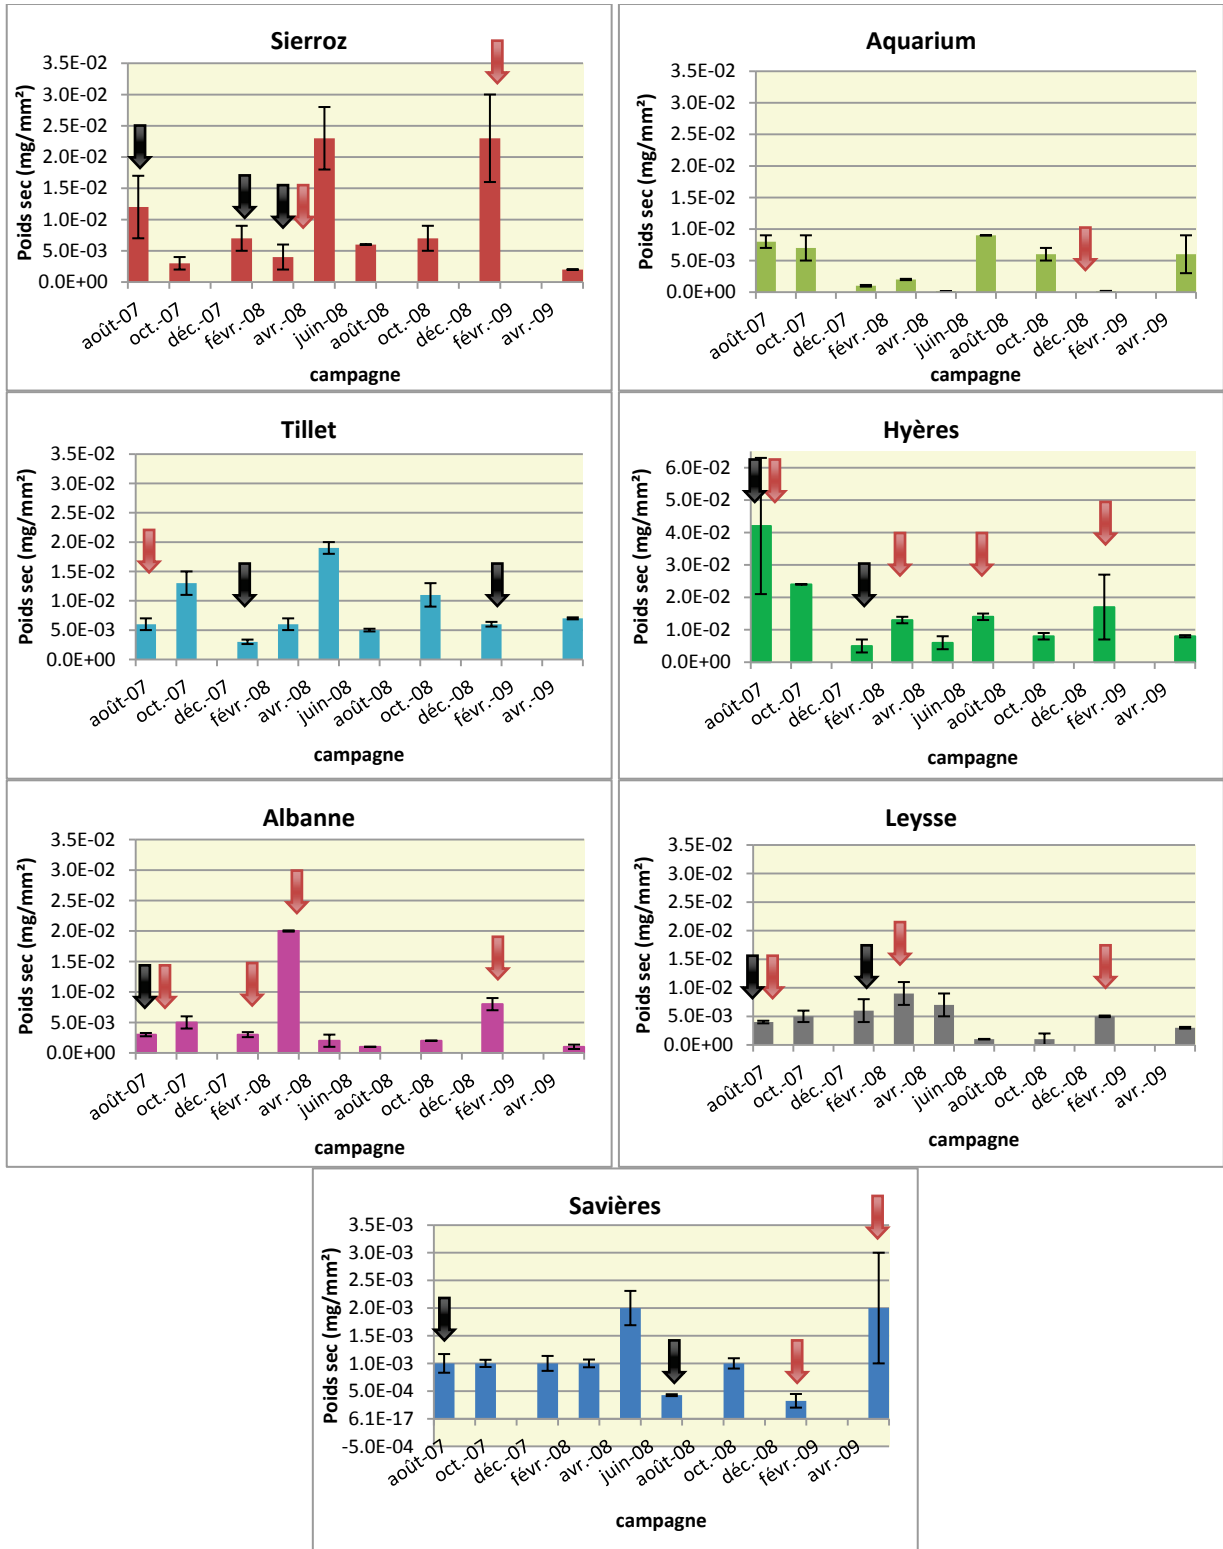 Sierroz
Poids sec (mg/mm²)
3.5E-02
3.0E-02
2.5E-02
2.0E-02
1.5E-02
1.0E-02
5.0E-03
0.0E+00
août-07
oct.-07
déc.-07
févr.-08
avr.-08
juin-08
août-08
oct.-08
déc.-08
févr.-09
avr.-09
campagne
Aquarium
Poids sec (mg/mm²)
3.5E-02
3.0E-02
2.5E-02
2.0E-02
1.5E-02
1.0E-02
5.0E-03
0.0E+00
août-07
oct.-07
déc.-07
févr.-08
avr.-08
juin-08
août-08
oct.-08
déc.-08
févr.-09
avr.-09
campagne
Tillet
Poids sec (mg/mm²)
3.5E-02
3.0E-02
2.5E-02
2.0E-02
1.5E-02
1.0E-02
5.0E-03
0.0E+00
août-07
oct.-07
déc.-07
févr.-08
avr.-08
juin-08
août-08
oct.-08
déc.-08
févr.-09
avr.-09
campagne
Hyères
Poids sec (mg/mm²)
6.0E-02
5.0E-02
4.0E-02
3.0E-02
2.0E-02
1.0E-02
0.0E+00
août-07
oct.-07
déc.-07
févr.-08
avr.-08
juin-08
août-08
oct.-08
déc.-08
févr.-09
avr.-09
campagne
Albanne
Poids sec (mg/mm²)
3.5E-02
3.0E-02
2.5E-02
2.0E-02
1.5E-02
1.0E-02
5.0E-03
0.0E+00
août-07
oct.-07
déc.-07
févr.-08
avr.-08
juin-08
août-08
oct.-08
déc.-08
févr.-09
avr.-09
campagne
Leysse
Poids sec (mg/mm²)
3.5E-02
3.0E-02
2.5E-02
2.0E-02
1.5E-02
1.0E-02
5.0E-03
0.0E+00
août-07
oct.-07
déc.-07
févr.-08
avr.-08
juin-08
août-08
oct.-08
déc.-08
févr.-09
avr.-09
campagne
Savières
Poids sec (mg/mm²)
3.5E-03
3.0E-03
2.5E-03
2.0E-03
1.5E-03
1.0E-03
5.0E-04
6.1E-17
-5.0E-04
août-07
oct.-07
déc.-07
févr.-08
avr.-08
juin-08
août-08
oct.-08
déc.-08
févr.-09
avr.-09
campagne